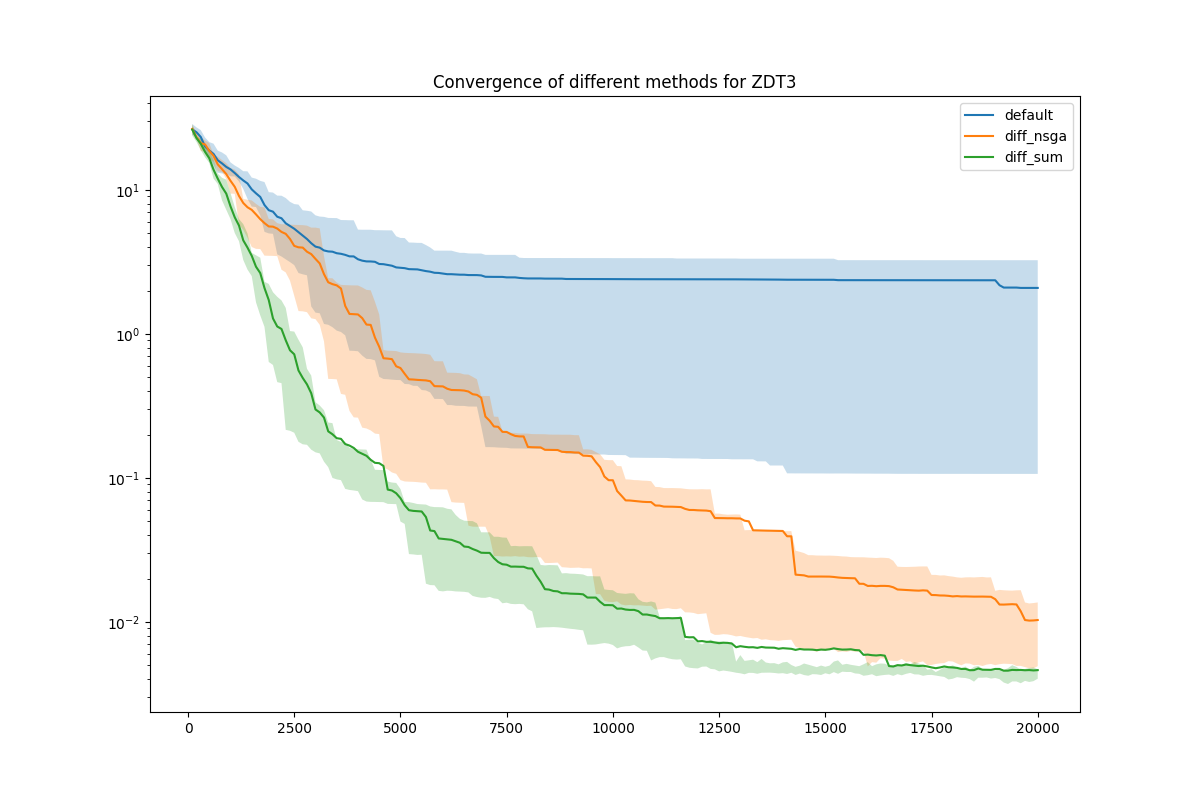 Convergence of different methods for ZDT3
default
diff_nsga
diff_sum
10¹
10⁰
10⁻¹
10⁻²
0 2500 5000 7500 10000 12500 15000 17500 20000